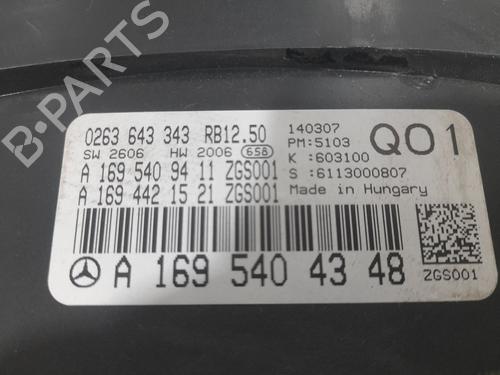 0263 643 343 RB12.50
SW 2606 HW 2006 658
A 169 540 94 11 ZGS001
A 169 442 15 21 ZGS001
140307
PM:5103
K :603100
S :6113000807
Made in Hungary
Q01
A 169 540 43 48
ZGS001
B-PARTS